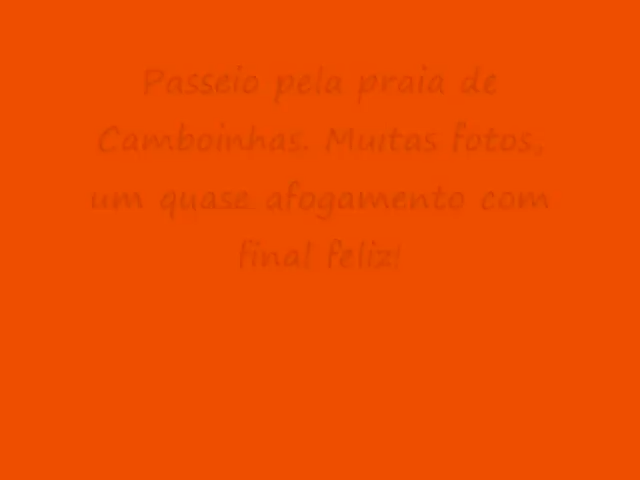 Passeio pela praia de
Camboinhas. Muitas fotos,
um quase afogamento com
final feliz!